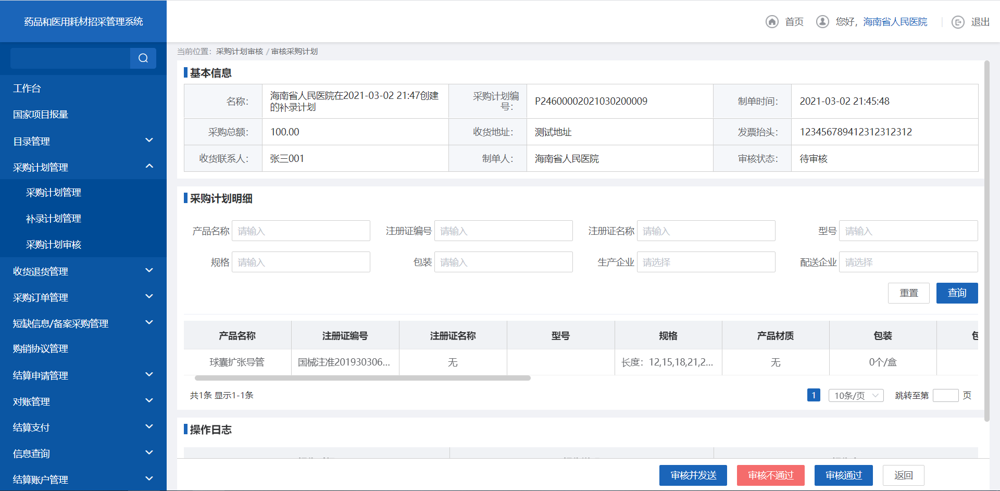 药品和医用耗材招采管理系统
首页
您好，海南省人民医院
退出
工作台
国家项目报量
目录管理
采购计划管理
采购计划管理
补录计划管理
采购计划审核
收货退货管理
采购订单管理
短缺信息/备案采购管理
购销协议管理
结算申请管理
对账管理
结算支付
信息查询
结算账户管理
当前位置：采购计划审核 / 审核采购计划
基本信息
名称：
海南省人民医院在2021-03-02 21:47创建
的补录计划
采购计划编
号：
P24600002021030200009
制单时间：
2021-03-02 21:45:48
采购总额：
100.00
收货地址：
测试地址
发票抬头：
123456789412312312312
收货联系人：
张三001
制单人：
海南省人民医院
审核状态：
待审核
采购计划明细
产品名称 请输入
注册证编号 请输入
注册证名称 请输入
型号 请输入
规格 请输入
包装 请输入
生产企业 请选择
配送企业 请选择
重置
查询
产品名称 注册证编号 注册证名称 型号 规格 产品材质 包装 包
球囊扩张导管 国械注准201930306... 无 长度：12,15,18,21,2... 无 0个/盒
共1条 显示1-1条
1
10条/页
跳转至第 页
操作日志
审核并发送
审核不通过
审核通过
返回